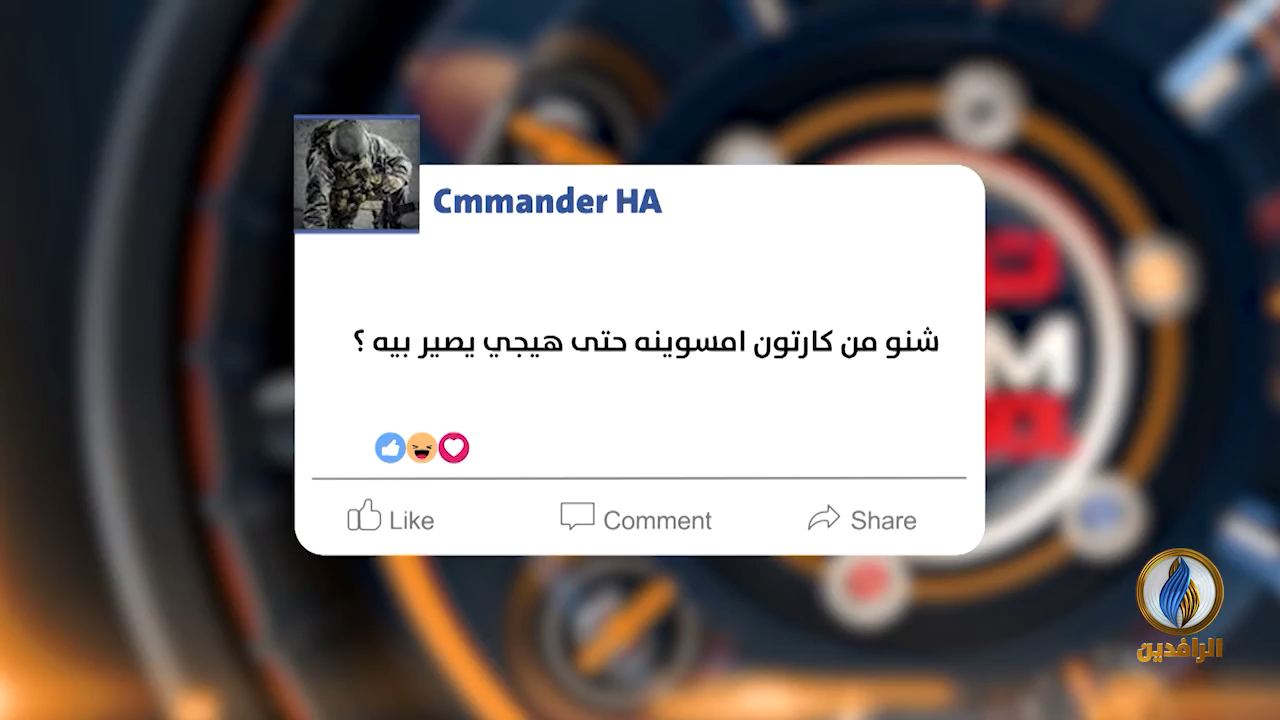 Cmmander HA
شنو من كارتون امسوينه حتى هيجي يصير بيه ؟
Like
Comment
Share
الرافدين